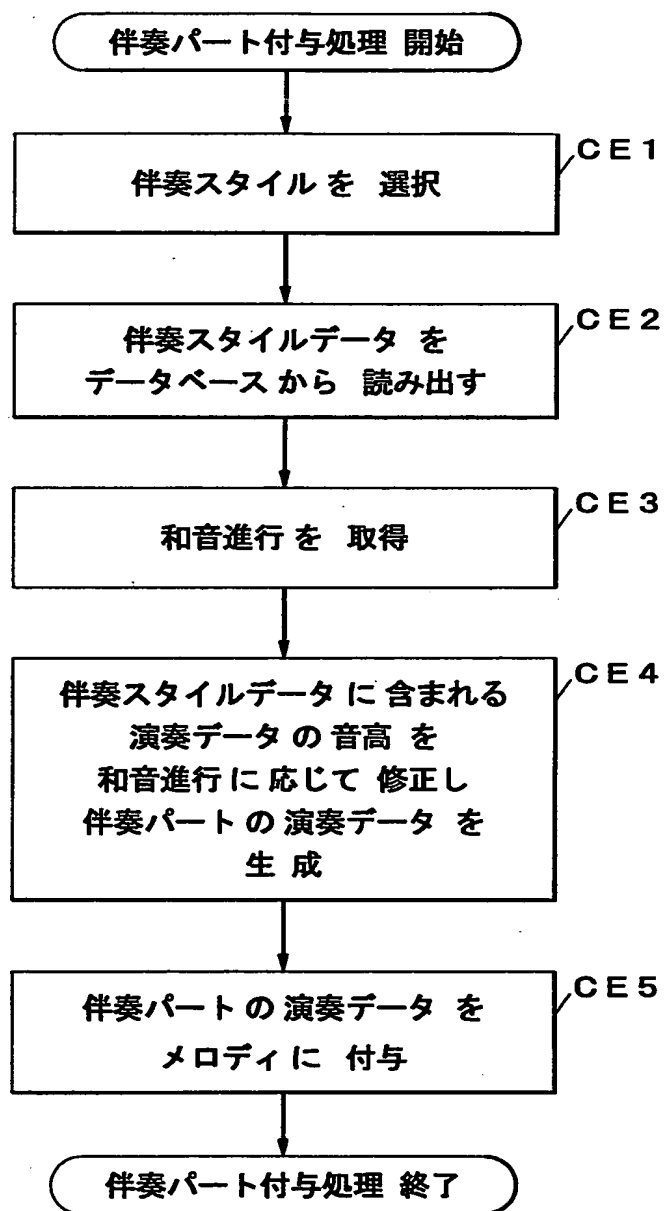 伴奏パート付与処理 開始
CE1
伴奏スタイル を 選択
CE2
伴奏スタイルデータ を
データベース から 読み出す
CE3
和音進行 を 取得
CE4
伴奏スタイルデータ に 含まれる
演奏データ の 音高 を
和音進行 に 応じて 修正し
伴奏パート の 演奏データ を
生 成
CE5
伴奏パート の 演奏データ を
メロディ に 付与
伴奏パート付与処理 終了